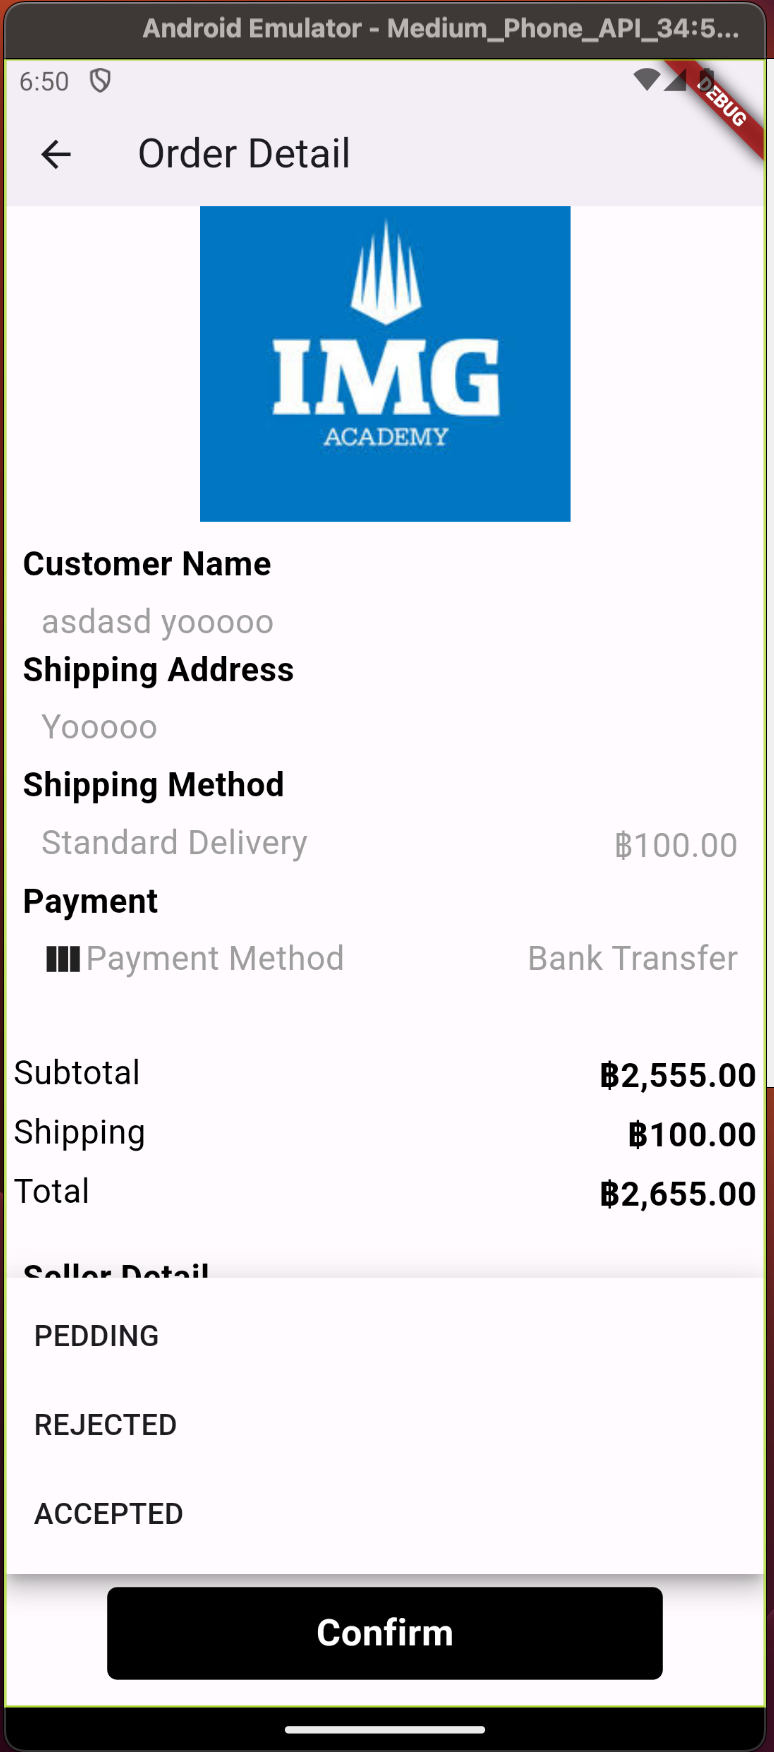 Android Emulator - Medium_Phone_API_34:5...
6:50
DEBUG
Order Detail
IMG
ACADEMY
Customer Name
asdasd yooooo
Shipping Address
Yooooo
Shipping Method
Standard Delivery ฿100.00
Payment
Payment Method Bank Transfer
Subtotal ฿2,555.00
Shipping ฿100.00
Total ฿2,655.00
Seller Detail
PEDDING
REJECTED
ACCEPTED
Confirm